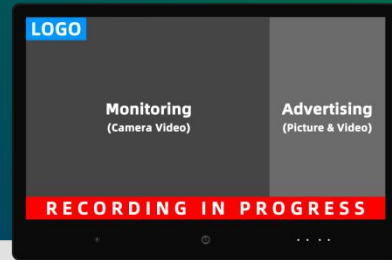 LOGO
Monitoring
(Camera Video)
Advertising
(Picture & Video)
RECORDING IN PROGRESS